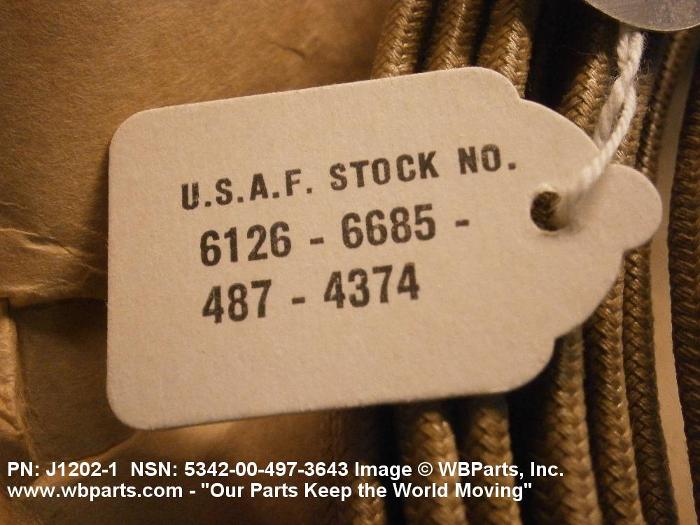 U.S.A.F. STOCK NO.
6126 - 6685 -
487 - 4374
PN: J1202-1 NSN: 5342-00-497-3643 Image © WBParts, Inc.
www.wbparts.com - "Our Parts Keep the World Moving"